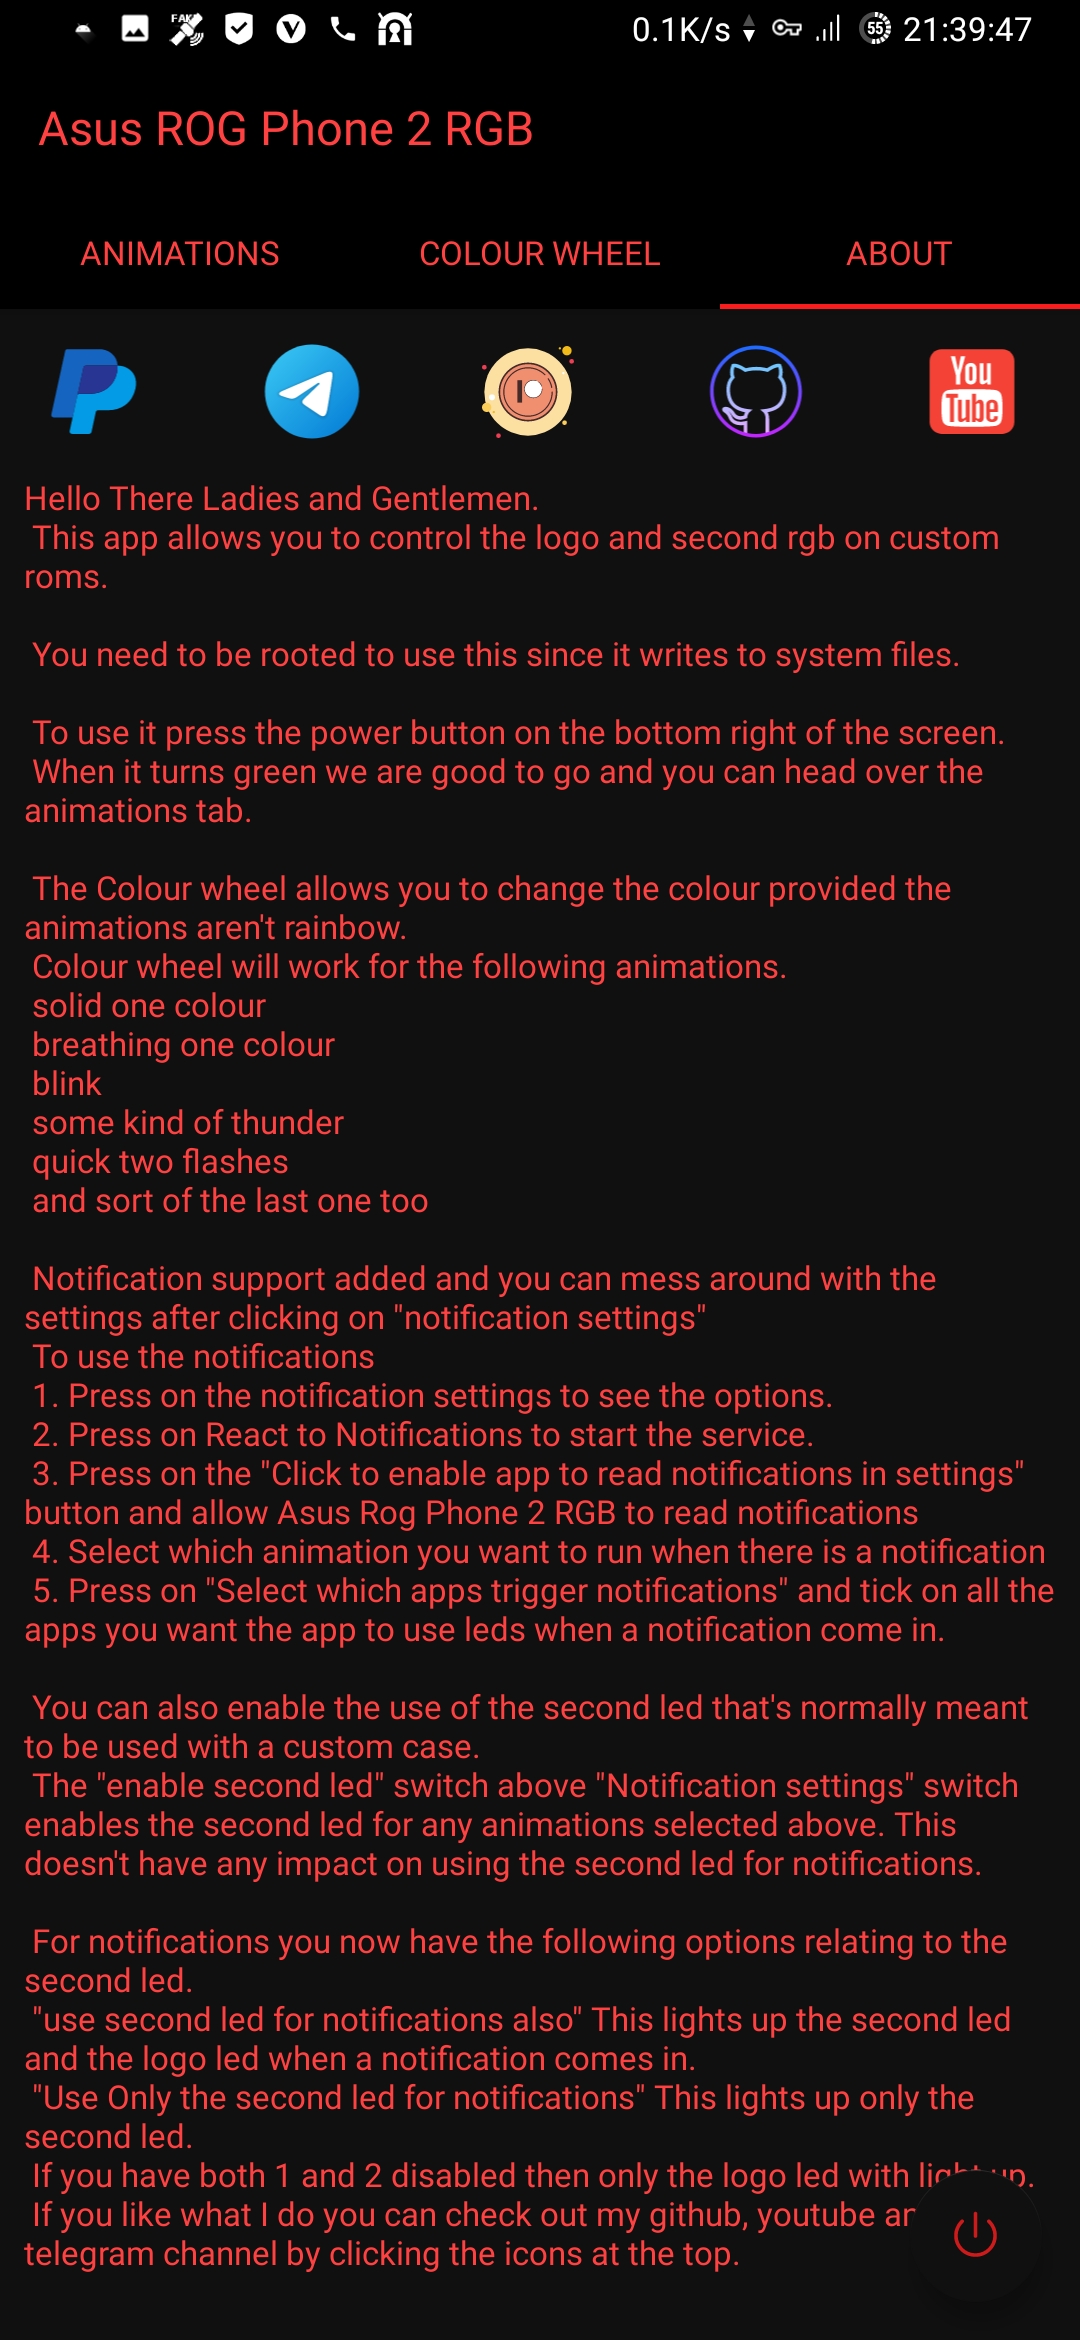 FAKE
0.1K/s
55
21:39:47
Asus ROG Phone 2 RGB
ANIMATIONS
COLOUR WHEEL
ABOUT
You
Tube
Hello There Ladies and Gentlemen.
This app allows you to control the logo and second rgb on custom
roms.
You need to be rooted to use this since it writes to system files.
To use it press the power button on the bottom right of the screen.
When it turns green we are good to go and you can head over the
animations tab.
The Colour wheel allows you to change the colour provided the
animations aren't rainbow.
Colour wheel will work for the following animations.
solid one colour
breathing one colour
blink
some kind of thunder
quick two flashes
and sort of the last one too
Notification support added and you can mess around with the
settings after clicking on "notification settings"
To use the notifications
1. Press on the notification settings to see the options.
2. Press on React to Notifications to start the service.
3. Press on the "Click to enable app to read notifications in settings"
button and allow Asus Rog Phone 2 RGB to read notifications
4. Select which animation you want to run when there is a notification
5. Press on "Select which apps trigger notifications" and tick on all the
apps you want the app to use leds when a notification come in.
You can also enable the use of the second led that's normally meant
to be used with a custom case.
The "enable second led" switch above "Notification settings" switch
enables the second led for any animations selected above. This
doesn't have any impact on using the second led for notifications.
For notifications you now have the following options relating to the
second led.
"use second led for notifications also" This lights up the second led
and the logo led when a notification comes in.
"Use Only the second led for notifications" This lights up only the
second led.
If you have both 1 and 2 disabled then only the logo led with light up.
If you like what I do you can check out my github, youtube
telegram channel by clicking the icons at the top.